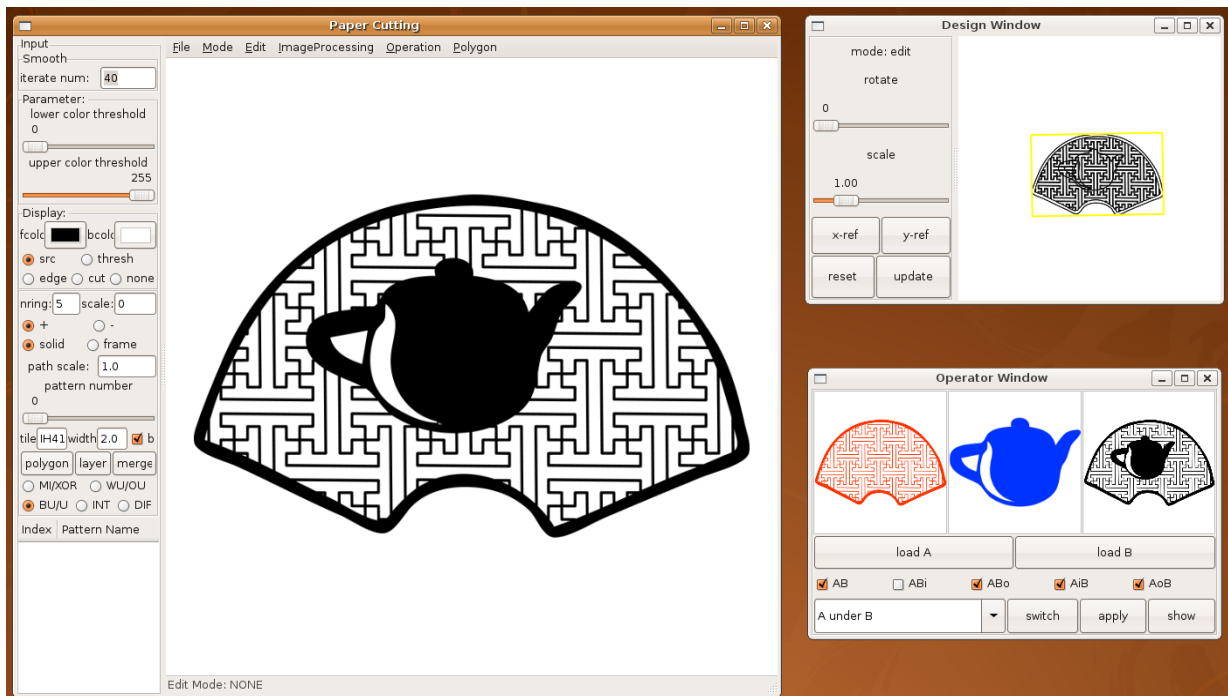 Paper Cutting
Input
Smooth
iterate num: 40
Parameter:
lower color threshold
0
upper color threshold
255
Display:
fcolc bcolc
src thresh
edge cut none
nring: 5 scale: 0
+ -
solid frame
path scale: 1.0
pattern number
0
tile IH41 width 2.0 b
polygon layer merge
MI/XOR WU/OU
BU/U INT DIF
Index Pattern Name
File Mode Edit ImageProcessing Operation Polygon
Edit Mode: NONE
Design Window
mode: edit
rotate
0
scale
1.00
x-ref y-ref
reset update
Operator Window
load A load B
AB ABi ABo AiB AoB
A under B switch apply show